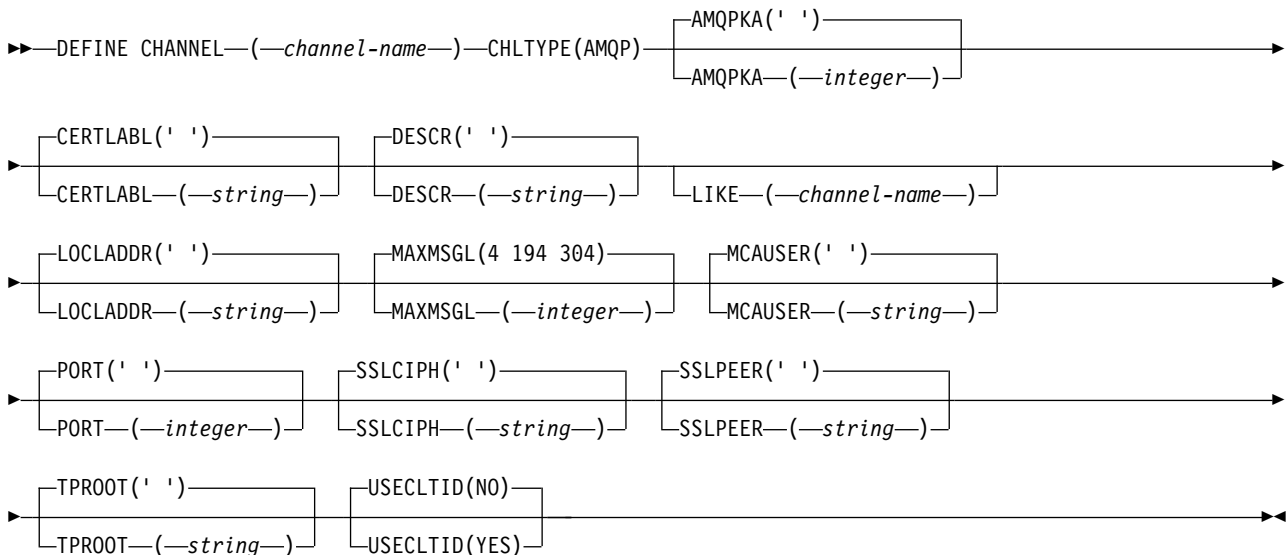 AMQPKA(' ')
DEFINE CHANNEL ( channel-name ) CHLTYPE(AMQP)
AMQPKA ( integer )
CERTLABL(' ') DESCR(' ')
CERTLABL ( string ) DESCR ( string ) LIKE ( channel-name )
LOCLADDR(' ') MAXMSGL(4 194 304) MCAUSER(' ')
LOCLADDR ( string ) MAXMSGL ( integer ) MCAUSER ( string )
PORT(' ') SSLCIPH(' ') SSLPEER(' ')
PORT ( integer ) SSLCIPH ( string ) SSLPEER ( string )
TPROOT(' ') USECLTID(NO)
TPROOT ( string ) USECLTID(YES)